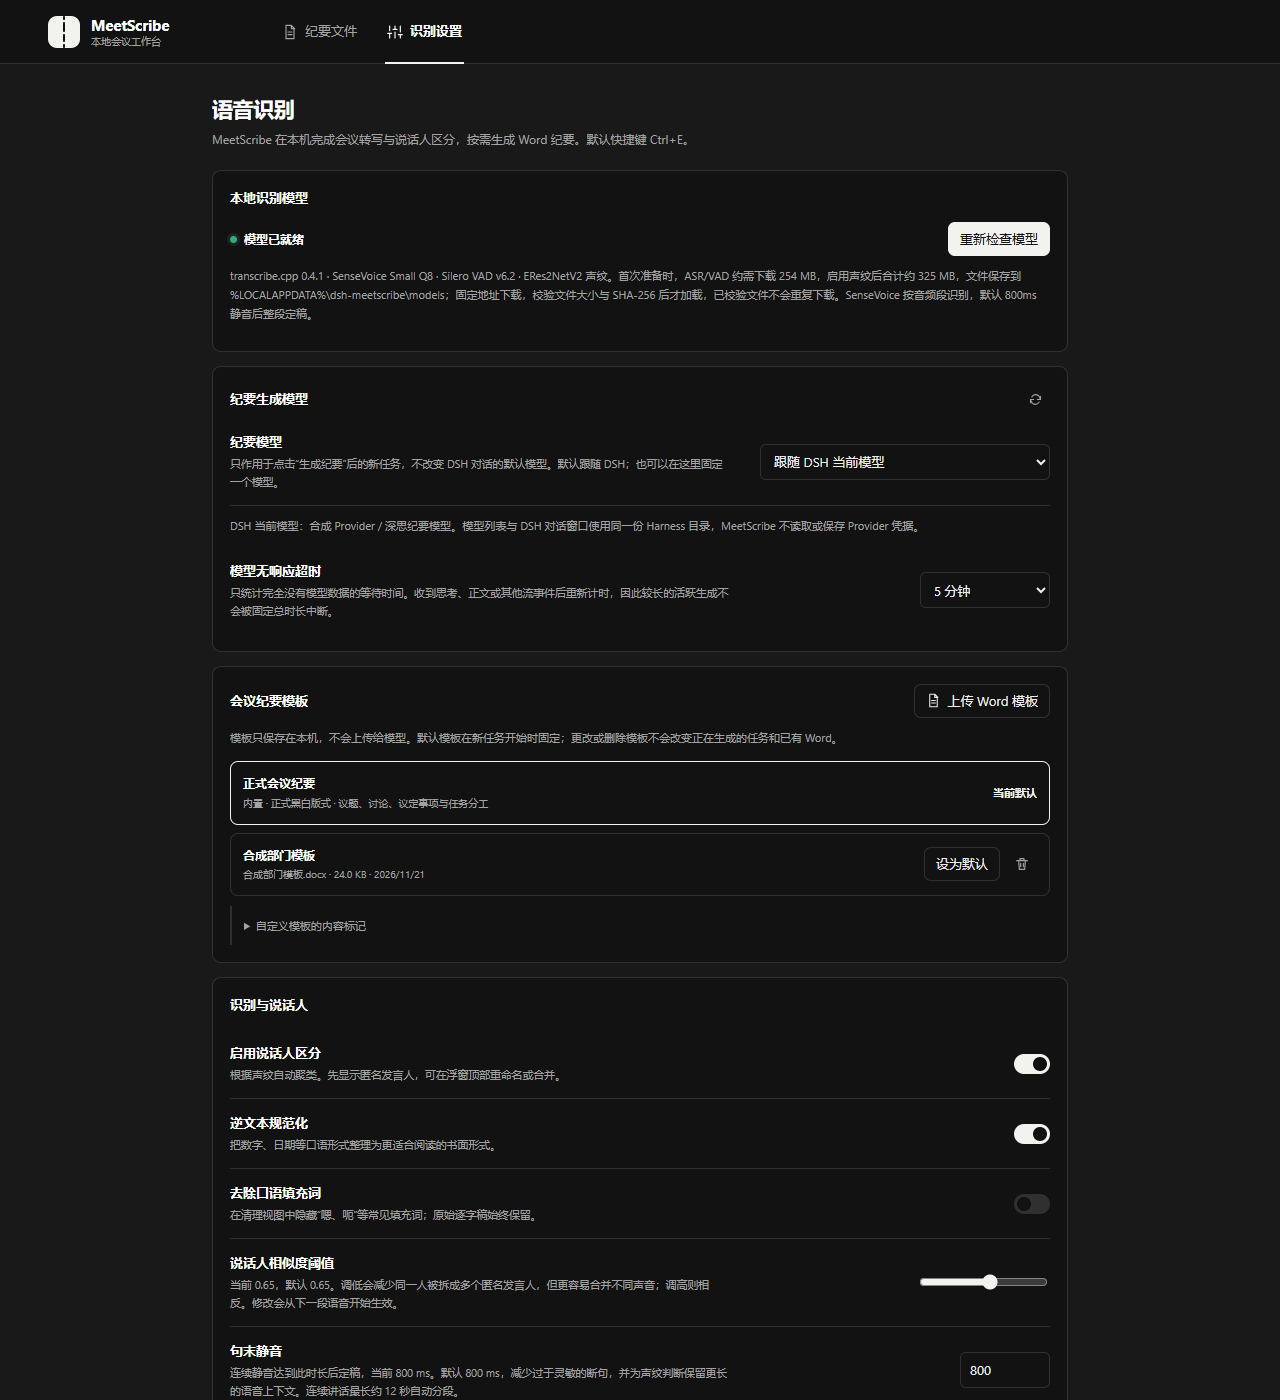 MeetScribe
本地会议工作台
纪要文件
识别设置
语音识别
MeetScribe 在本机完成会议转写与说话人区分，按需生成 Word 纪要。默认快捷键 Ctrl+E。
本地识别模型
模型已就绪
重新检查模型
transcribe.cpp 0.4.1 · SenseVoice Small Q8 · Silero VAD v6.2 · ERes2NetV2 声纹。首次准备时，ASR/VAD 约需下载 254 MB，启用声纹后合计约 325 MB，文件保存到
%LOCALAPPDATA%\dsh-meetscribe\models；固定地址下载，校验文件大小与 SHA-256 后才加载，已校验文件不会重复下载。SenseVoice 按音频段识别，默认 800ms
静音后整段定稿。
纪要生成模型
纪要模型
只作用于点击“生成纪要”后的新任务，不改变 DSH 对话的默认模型。默认跟随 DSH；也可以在这里固定
一个模型。
跟随 DSH 当前模型
DSH 当前模型：合成 Provider / 深思纪要模型。模型列表与 DSH 对话窗口使用同一份 Harness 目录，MeetScribe 不读取或保存 Provider 凭据。
模型无响应超时
只统计完全没有模型数据的等待时间。收到思考、正文或其他流事件后重新计时，因此较长的活跃生成不
会被固定总时长中断。
5 分钟
会议纪要模板
上传 Word 模板
模板只保存在本机，不会上传给模型。默认模板在新任务开始时固定；更改或删除模板不会改变正在生成的任务和已有 Word。
正式会议纪要
内置 · 正式黑白版式 · 议题、讨论、议定事项与任务分工
当前默认
合成部门模板
合成部门模板.docx · 24.0 KB · 2026/11/21
设为默认
自定义模板的内容标记
识别与说话人
启用说话人区分
根据声纹自动聚类。先显示匿名发言人，可在浮窗顶部重命名或合并。
逆文本规范化
把数字、日期等口语形式整理为更适合阅读的书面形式。
去除口语填充词
在清理视图中隐藏“嗯、呃”等常见填充词；原始逐字稿始终保留。
说话人相似度阈值
当前 0.65，默认 0.65。调低会减少同一人被拆成多个匿名发言人，但更容易合并不同声音；调高则相
反。修改会从下一段语音开始生效。
句末静音
连续静音达到此时长后定稿，当前 800 ms。默认 800 ms，减少过于灵敏的断句，并为声纹判断保留更长
的语音上下文。连续讲话最长约 12 秒自动分段。
800